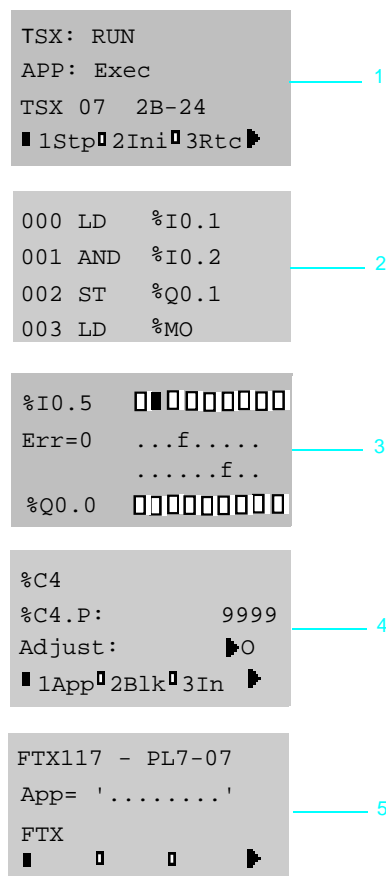 TSX: RUN
APP: Exec
TSX 07 2B-24
1Stp 2Ini 3Rtc
1
000 LD %I0.1
001 AND %I0.2
002 ST %Q0.1
003 LD %MO
2
%I0.5
Err=0 ...f.....
......f..
%Q0.0
3
%C4
%C4.P: 9999
Adjust: O
1App 2Blk 3In
4
FTX117 - PL7-07
App= '........'
FTX
5